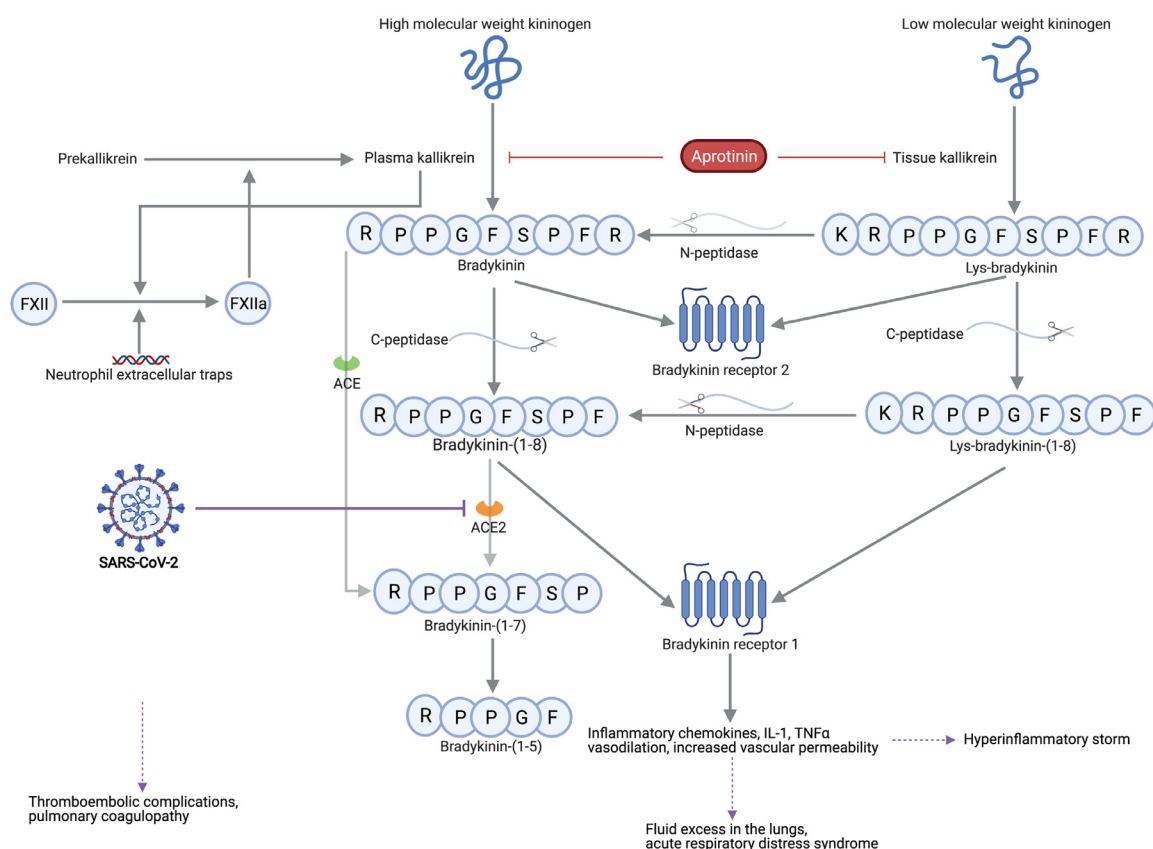 High molecular weight kininogen
Low molecular weight kininogen
Prekallikrein
Plasma kallikrein
Aprotinin
Tissue kallikrein
R P P G F S P F R
N-peptidase
K R P P G F S P F R
Bradykinin
Lys-bradykinin
FXII
FXIIa
C-peptidase
C-peptidase
Neutrophil extracellular traps
ACE
Bradykinin receptor 2
R P P G F S P F
N-peptidase
K R P P G F S P F
Bradykinin-(1-8)
Lys-bradykinin-(1-8)
ACE2
SARS-CoV-2
R P P G F S P
Bradykinin-(1-7)
Bradykinin receptor 1
R P P G F
Bradykinin-(1-5)
Inflammatory chemokines, IL-1, TNFα
vasodilation, increased vascular permeability
Hyperinflammatory storm
Thromboembolic complications,
pulmonary coagulopathy
Fluid excess in the lungs,
acute respiratory distress syndrome